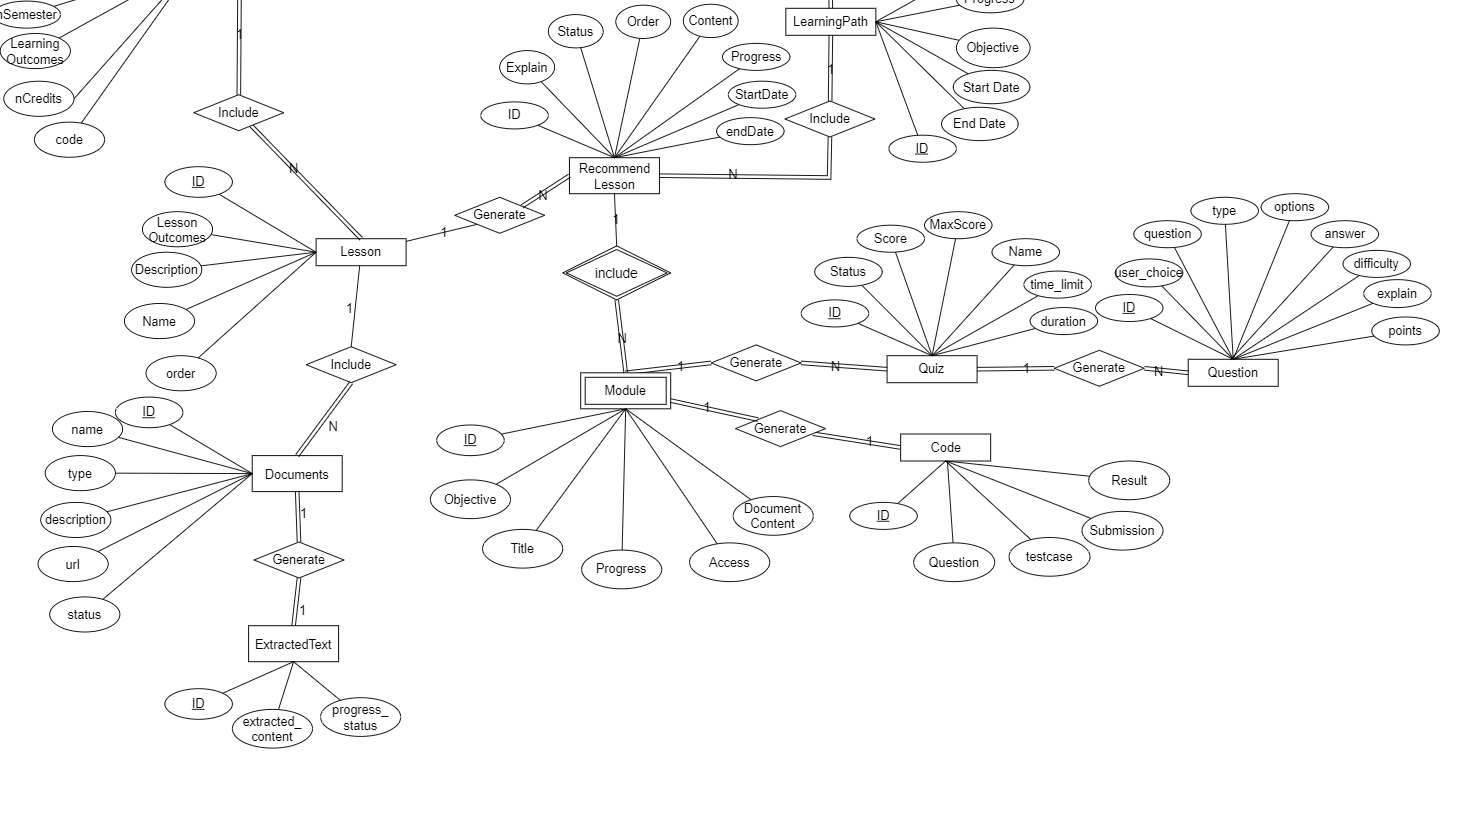 Learning
Outcomes
nCredits
code
1
Include
N
Explain
Status
Order
Content
Progress
StartDate
endDate
ID
Recommend
Lesson
LearningPath
Progress
Objective
Start Date
End Date
ID
1
Include
N
N
Generate
1
ID
Lesson
Outcomes
Description
Name
order
Lesson
1
Include
N
1
include
N
ID
name
type
description
url
status
Documents
1
Generate
1
ExtractedText
ID
extracted_
content
progress_
status
Module
ID
Objective
Title
Progress
Access
Document
Content
1
Generate
N
1
Generate
1
ID
Status
Score
MaxScore
Name
time_limit
duration
Quiz
1
Generate
N
ID
user_choice
question
type
options
answer
difficulty
explain
points
Question
Code
ID
Question
testcase
Submission
Result